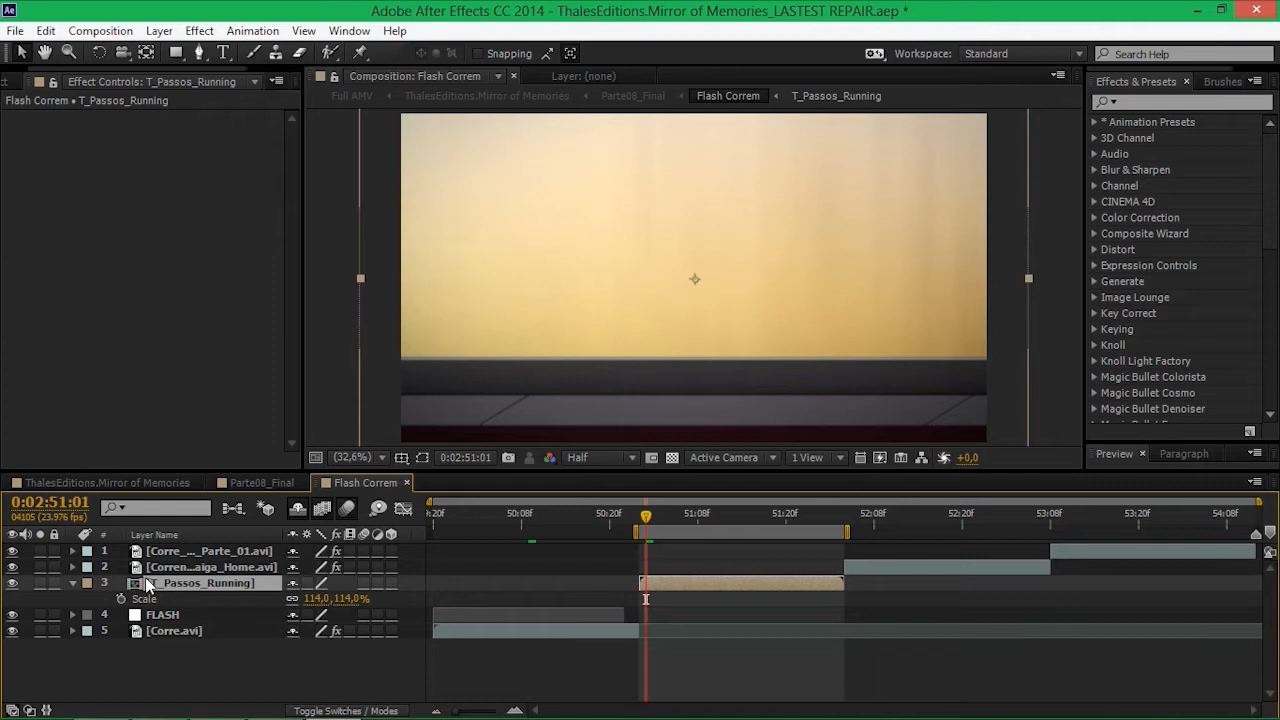 Adobe After Effects CC 2014 - ThalesEditions.Mirror of Memories_LASTEST REPAIR.aep *
File Edit Composition Layer Effect Animation View Window Help
Snapping Workspace: Standard Search Help
Effect Controls: T_Passos_Running Composition: Flash Correm Layer: (none) Effects & Presets Brushes
Flash Correm • T_Passos_Running Full AMV ThalesEditions.Mirror of Memories Parte08_Final Flash Correm T_Passos_Running
* Animation Presets
3D Channel
Audio
Blur & Sharpen
Channel
CINEMA 4D
Color Correction
Composite Wizard
Distort
Expression Controls
Generate
Image Lounge
Key Correct
Keying
Knoll
Knoll Light Factory
Magic Bullet Colorista
Magic Bullet Cosmo
Magic Bullet Denoiser
(32,6%) 0:02:51:01 Half Active Camera 1 View +0,0 Preview Paragraph
ThalesEditions.Mirror of Memories Parte08_Final Flash Correm
0:02:51:01
04105 (23.976 fps)
50:08f 50:20f 51:08f 51:20f 52:08f 52:20f 53:08f 53:20f 54:08f
# Layer Name
1 [Corre_..._Parte_01.avi]
2 [Corren...aiga_Home.avi]
3 T_Passos_Running]
Scale 114,0, 114,0%
4 FLASH
5 [Corre.avi]
Toggle Switches / Modes